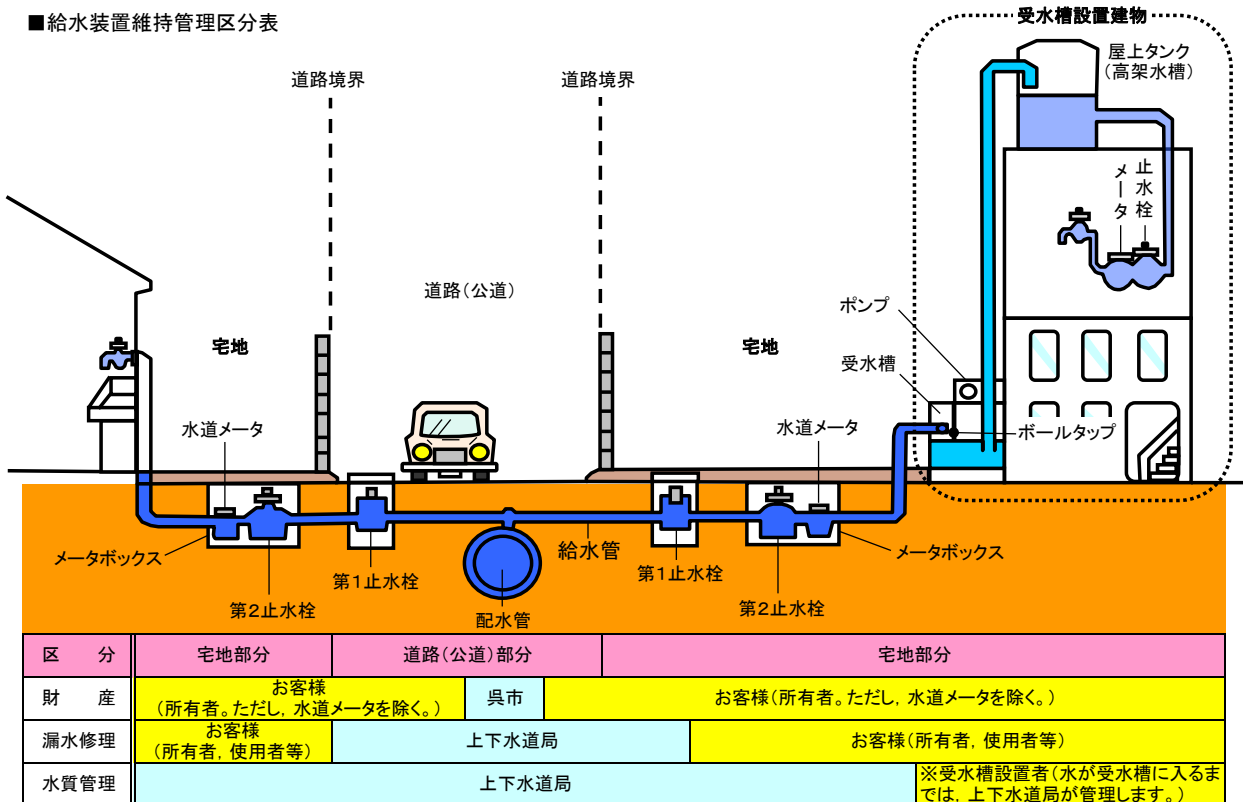 ■給水装置維持管理区分表
受水槽設置建物
屋上タンク
(高架水槽)
道路境界
道路境界
止水栓
メータ
道路(公道)
ポンプ
宅地
宅地
受水槽
水道メータ
水道メータ
ボールタップ
メータボックス
第1止水栓
給水管
第1止水栓
メータボックス
第2止水栓
配水管
第2止水栓
区　分 宅地部分 道路(公道)部分 宅地部分
財　産 お客様
(所有者。ただし, 水道メータを除く。) 呉市 お客様(所有者。ただし, 水道メータを除く。)
漏水修理 お客様
(所有者, 使用者等) 上下水道局 お客様(所有者, 使用者等)
水質管理 上下水道局 ※受水槽設置者(水が受水槽に入るま
では, 上下水道局が管理します。)